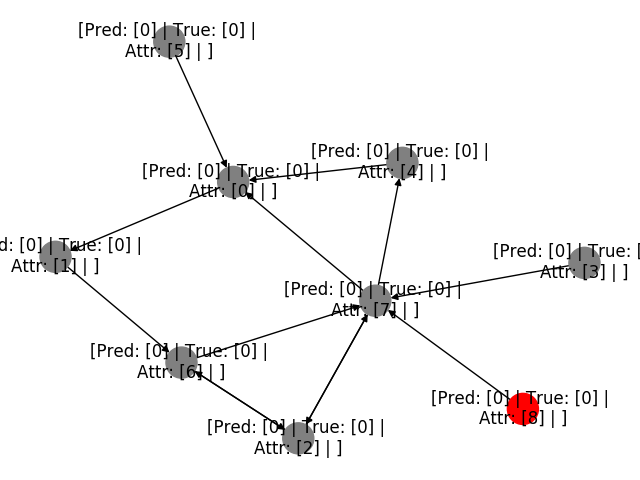 [Pred: [0] | True: [0] |
Attr: [5] | ]
[Pred: [0] | True: [0] |
Attr: [4] | ]
[Pred: [0] | True: [0] |
Attr: [0] | ]
d: [0] | True: [0] |
Attr: [1] | ]
[Pred: [0] | True: [
Attr: [3] | ]
[Pred: [0] | True: [0] |
Attr: [7] | ]
[Pred: [0] | True: [0] |
Attr: [6] | ]
[Pred: [0] | True: [0] |
Attr: [8] | ]
[Pred: [0] | True: [0] |
Attr: [2] | ]